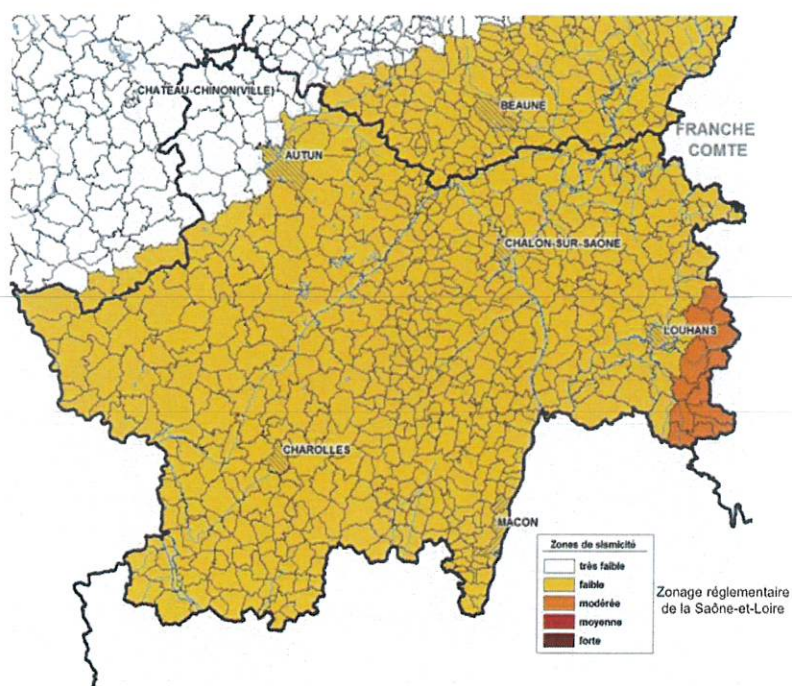 CHATEAU-CHINON(VILLE)
BEAUNE
FRANCHE
COMTE
AUTUN
CHALON-SUR-SAONE
LOUHANS
CHAROLLES
MACON
Zones de sismicité
très faible
faible
modérée
moyenne
forte
Zonage réglementaire
de la Saône-et-Loire